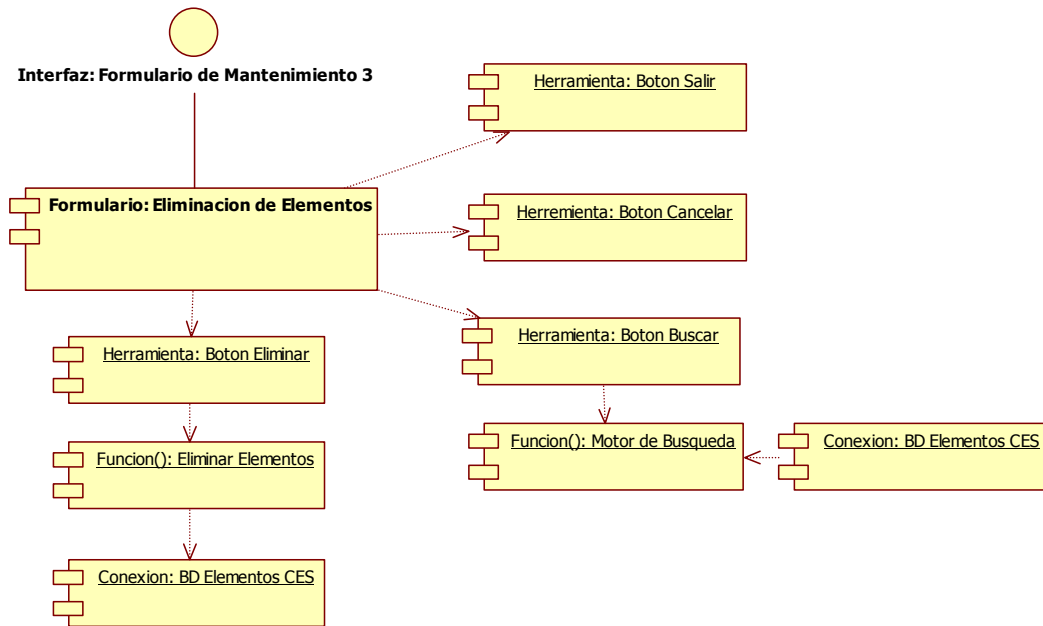 Interfaz: Formulario de Mantenimiento 3
Herramienta: Boton Salir
Formulario: Eliminacion de Elementos
Herremienta: Boton Cancelar
Herramienta: Boton Eliminar
Herramienta: Boton Buscar
Funcion(): Eliminar Elementos
Funcion(): Motor de Busqueda
Conexion: BD Elementos CES
Conexion: BD Elementos CES